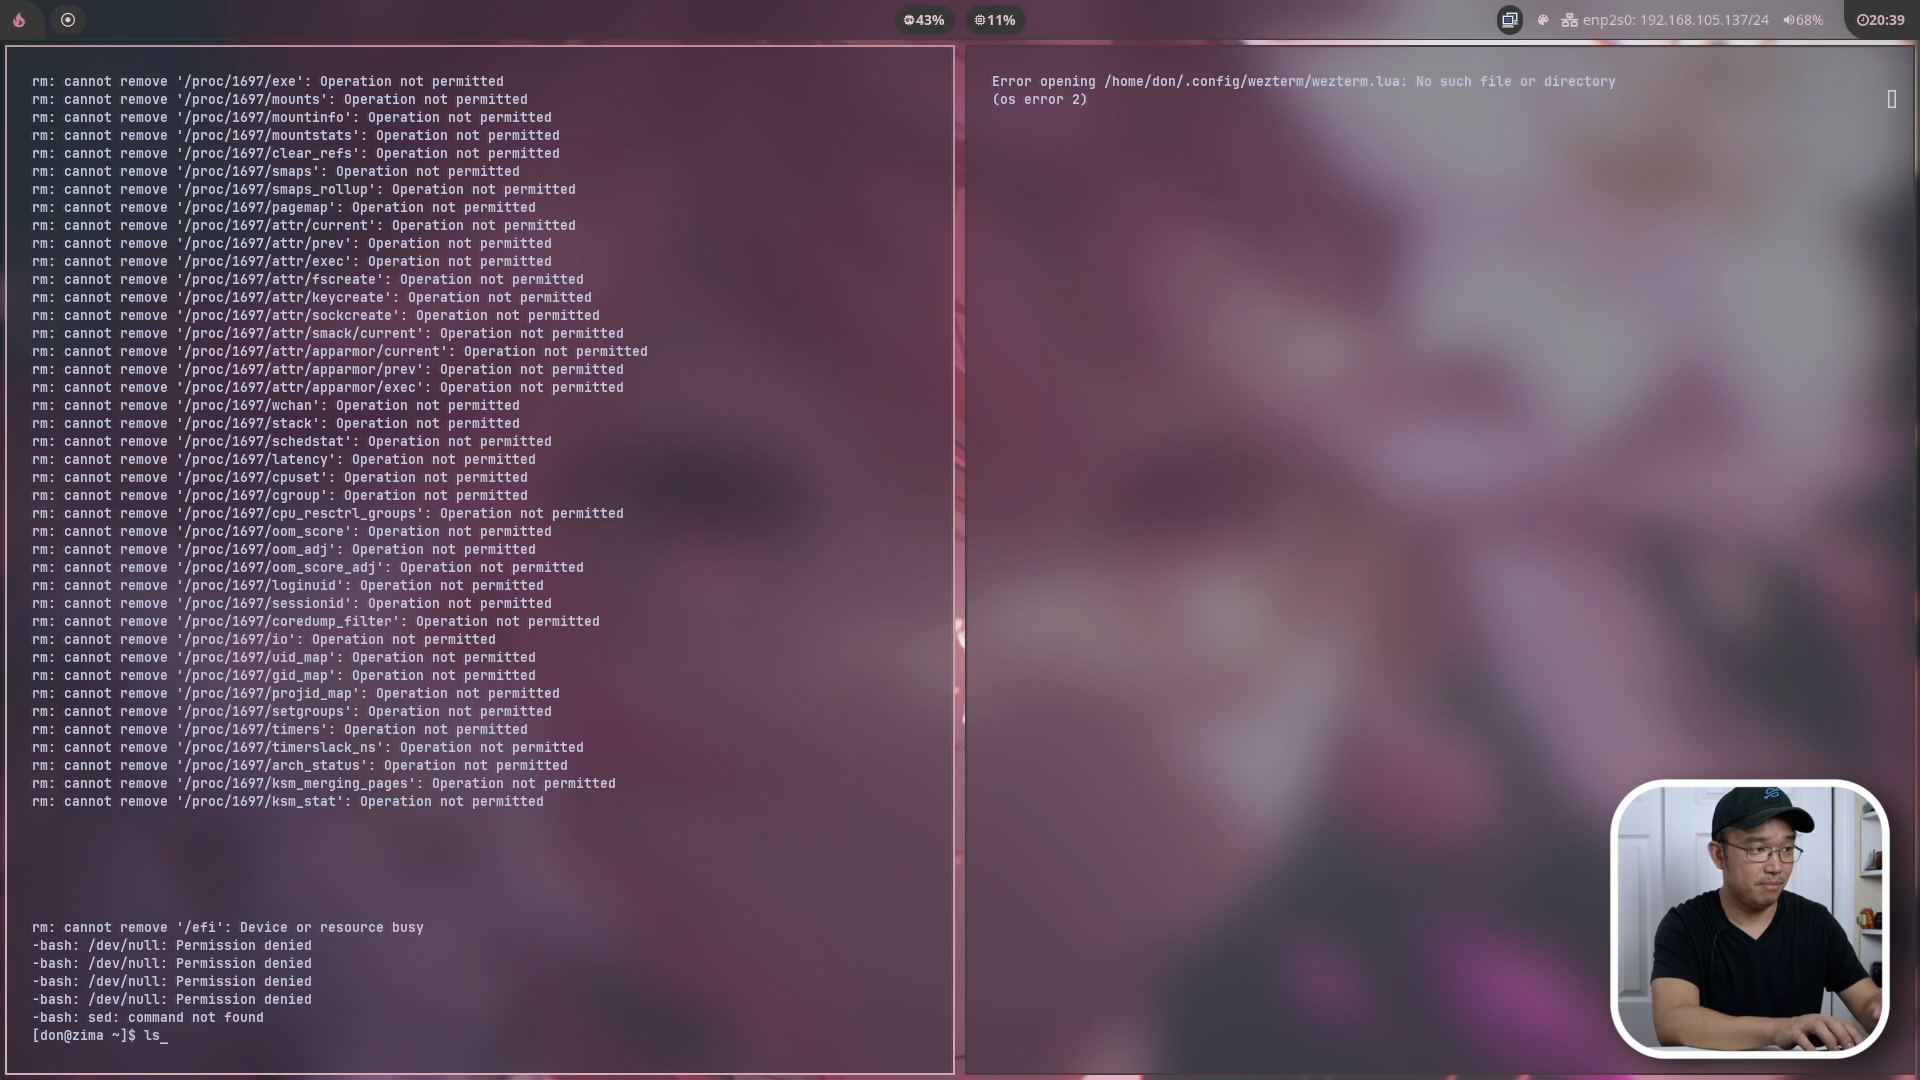 43%
11%
enp2s0: 192.168.105.137/24
68%
20:39
rm: cannot remove '/proc/1697/exe': Operation not permitted
rm: cannot remove '/proc/1697/mounts': Operation not permitted
rm: cannot remove '/proc/1697/mountinfo': Operation not permitted
rm: cannot remove '/proc/1697/mountstats': Operation not permitted
rm: cannot remove '/proc/1697/clear_refs': Operation not permitted
rm: cannot remove '/proc/1697/smaps': Operation not permitted
rm: cannot remove '/proc/1697/smaps_rollup': Operation not permitted
rm: cannot remove '/proc/1697/pagemap': Operation not permitted
rm: cannot remove '/proc/1697/attr/current': Operation not permitted
rm: cannot remove '/proc/1697/attr/prev': Operation not permitted
rm: cannot remove '/proc/1697/attr/exec': Operation not permitted
rm: cannot remove '/proc/1697/attr/fscreate': Operation not permitted
rm: cannot remove '/proc/1697/attr/keycreate': Operation not permitted
rm: cannot remove '/proc/1697/attr/sockcreate': Operation not permitted
rm: cannot remove '/proc/1697/attr/smack/current': Operation not permitted
rm: cannot remove '/proc/1697/attr/apparmor/current': Operation not permitted
rm: cannot remove '/proc/1697/attr/apparmor/prev': Operation not permitted
rm: cannot remove '/proc/1697/attr/apparmor/exec': Operation not permitted
rm: cannot remove '/proc/1697/wchan': Operation not permitted
rm: cannot remove '/proc/1697/stack': Operation not permitted
rm: cannot remove '/proc/1697/schedstat': Operation not permitted
rm: cannot remove '/proc/1697/latency': Operation not permitted
rm: cannot remove '/proc/1697/cpuset': Operation not permitted
rm: cannot remove '/proc/1697/cgroup': Operation not permitted
rm: cannot remove '/proc/1697/cpu_resctrl_groups': Operation not permitted
rm: cannot remove '/proc/1697/oom_score': Operation not permitted
rm: cannot remove '/proc/1697/oom_adj': Operation not permitted
rm: cannot remove '/proc/1697/oom_score_adj': Operation not permitted
rm: cannot remove '/proc/1697/loginuid': Operation not permitted
rm: cannot remove '/proc/1697/sessionid': Operation not permitted
rm: cannot remove '/proc/1697/coredump_filter': Operation not permitted
rm: cannot remove '/proc/1697/io': Operation not permitted
rm: cannot remove '/proc/1697/uid_map': Operation not permitted
rm: cannot remove '/proc/1697/gid_map': Operation not permitted
rm: cannot remove '/proc/1697/projid_map': Operation not permitted
rm: cannot remove '/proc/1697/setgroups': Operation not permitted
rm: cannot remove '/proc/1697/timers': Operation not permitted
rm: cannot remove '/proc/1697/timerslack_ns': Operation not permitted
rm: cannot remove '/proc/1697/arch_status': Operation not permitted
rm: cannot remove '/proc/1697/ksm_merging_pages': Operation not permitted
rm: cannot remove '/proc/1697/ksm_stat': Operation not permitted
rm: cannot remove '/efi': Device or resource busy
-bash: /dev/null: Permission denied
-bash: /dev/null: Permission denied
-bash: /dev/null: Permission denied
-bash: /dev/null: Permission denied
-bash: sed: command not found
[don@zima ~]$ ls_
Error opening /home/don/.config/wezterm/wezterm.lua: No such file or directory
(os error 2)